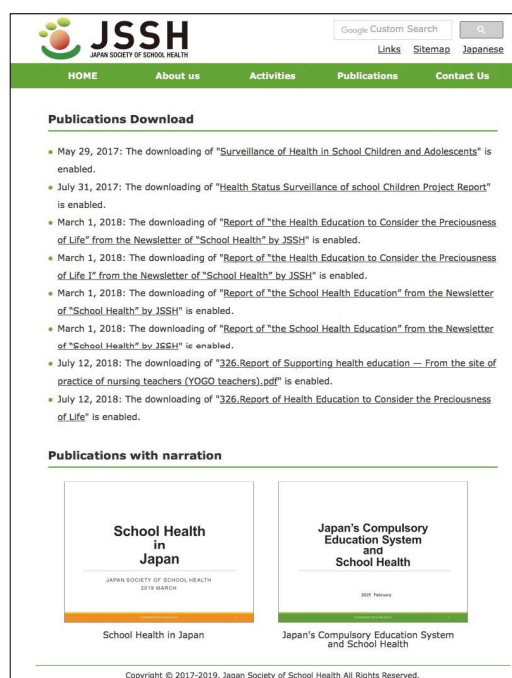 JSSH
JAPAN SOCIETY OF SCHOOL HEALTH
Google Custom Search
Links Sitemap Japanese
HOME About us Activities Publications Contact Us
Publications Download
May 29, 2017: The downloading of "Surveillance of Health in School Children and Adolescents" is
enabled.
July 31, 2017: The downloading of "Health Status Surveillance of school Children Project Report"
is enabled.
March 1, 2018: The downloading of "Report of "the Health Education to Consider the Preciousness
of Life" from the Newsletter of "School Health" by JSSH" is enabled.
March 1, 2018: The downloading of "Report of "the Health Education to Consider the Preciousness
of Life I" from the Newsletter of "School Health" by JSSH" is enabled.
March 1, 2018: The downloading of "Report of "the School Health Education" from the Newsletter
of "School Health" by JSSH" is enabled.
March 1, 2018: The downloading of "Report of "the School Health Education" from the Newsletter
of "School Health" by JSSH" is enabled.
July 12, 2018: The downloading of "326.Report of Supporting health education — From the site of
practice of nursing teachers (YOGO teachers).pdf" is enabled.
July 12, 2018: The downloading of "326.Report of Health Education to Consider the Preciousness
of Life" is enabled.
Publications with narration
School Health
in
Japan
JAPAN SOCIETY OF SCHOOL HEALTH
2019 MARCH
School Health in Japan
Japan's Compulsory
Education System
and
School Health
February
Japan's Compulsory Education System
and School Health
Copyright © 2017-2019, Japan Society of School Health All Rights Reserved.